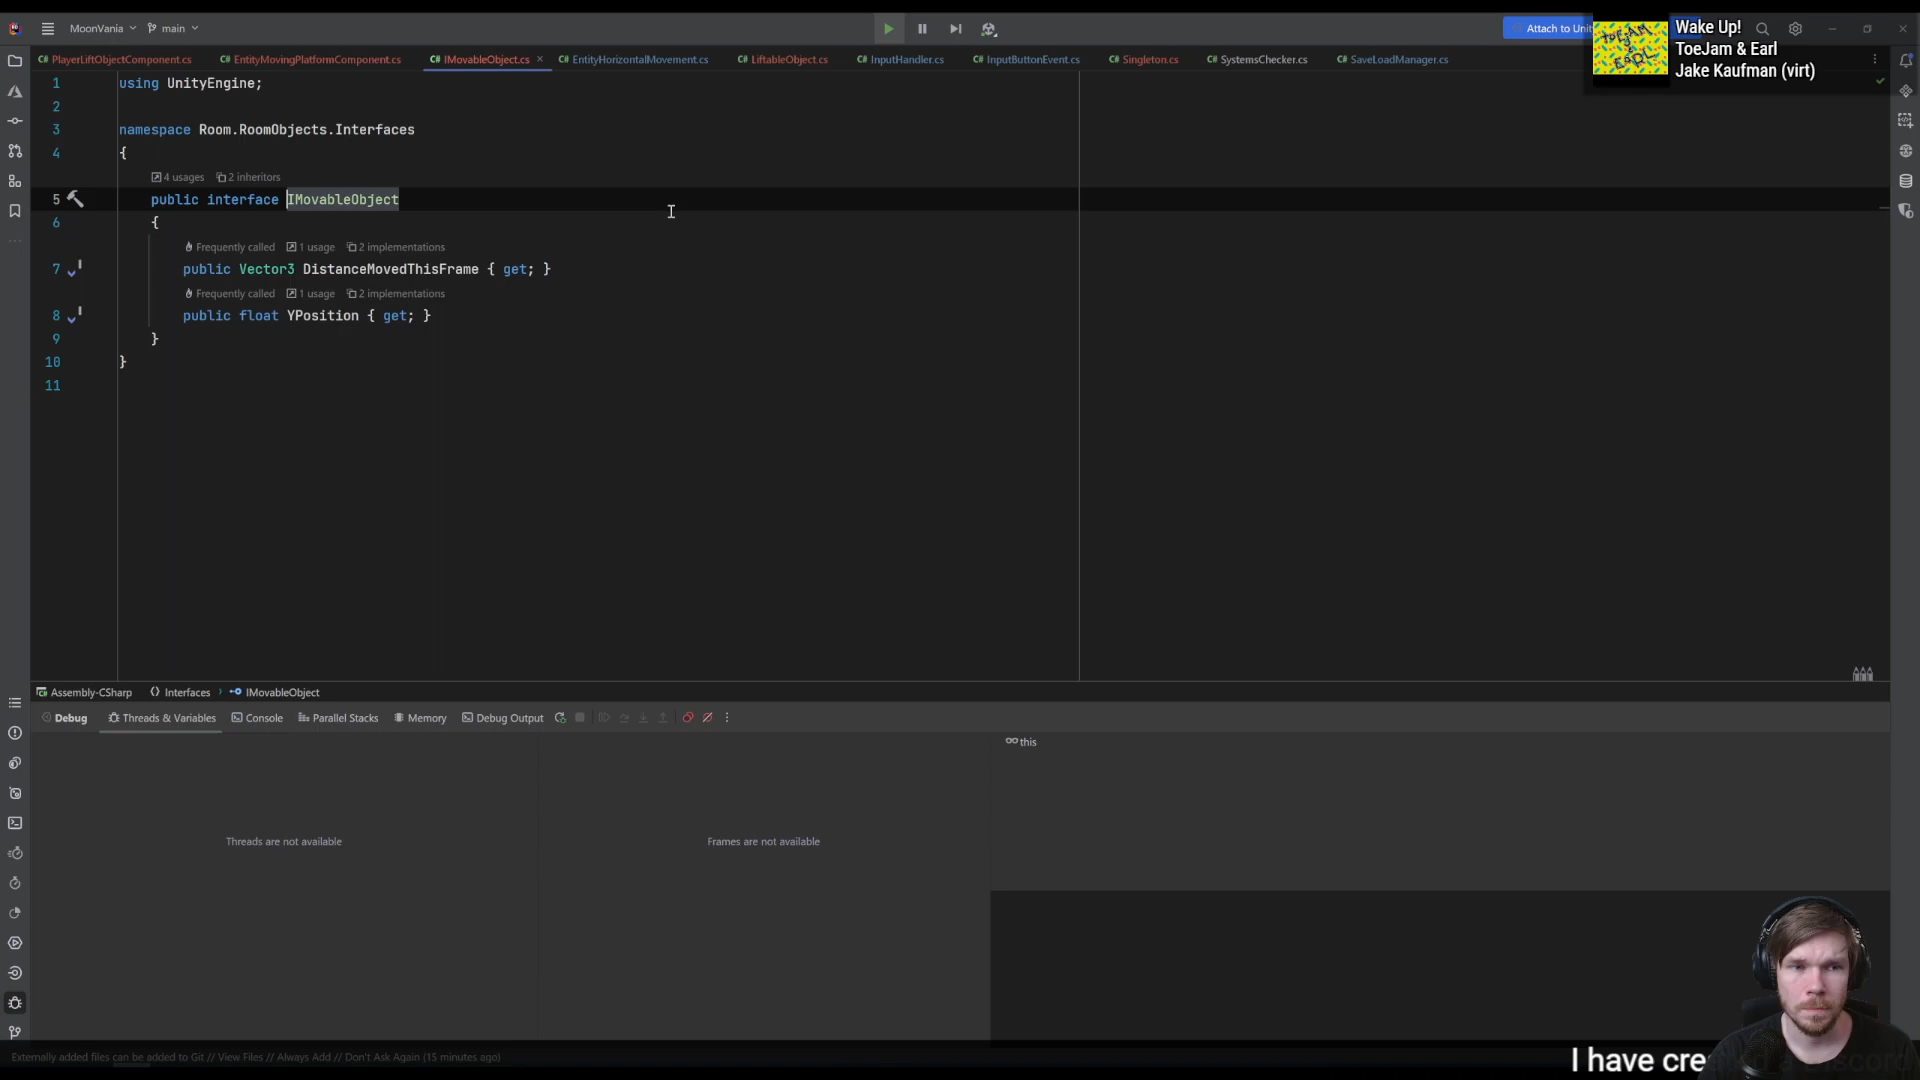 MoonVania
main
Attach to Unit
Wake Up!
ToeJam & Earl
Jake Kaufman (virt)
C# PlayerLiftObjectComponent.cs
C# EntityMovingPlatformComponent.cs
C# IMovableObject.cs
C# EntityHorizontalMovement.cs
C# LiftableObject.cs
C# InputHandler.cs
C# InputButtonEvent.cs
C# Singleton.cs
C# SystemsChecker.cs
C# SaveLoadManager.cs
1 using UnityEngine;
2
3 namespace Room.RoomObjects.Interfaces
4 {
4 usages 2 inheritors
5 public interface IMovableObject
6 {
Frequently called 1 usage 2 implementations
7 public Vector3 DistanceMovedThisFrame { get; }
Frequently called 1 usage 2 implementations
8 public float YPosition { get; }
9 }
10 }
11
Assembly-CSharp Interfaces IMovableObject
Debug Threads & Variables Console Parallel Stacks Memory Debug Output
this
Threads are not available
Frames are not available
Externally added files can be added to Git // View Files // Always Add // Don't Ask Again (15 minutes ago)
I have cre